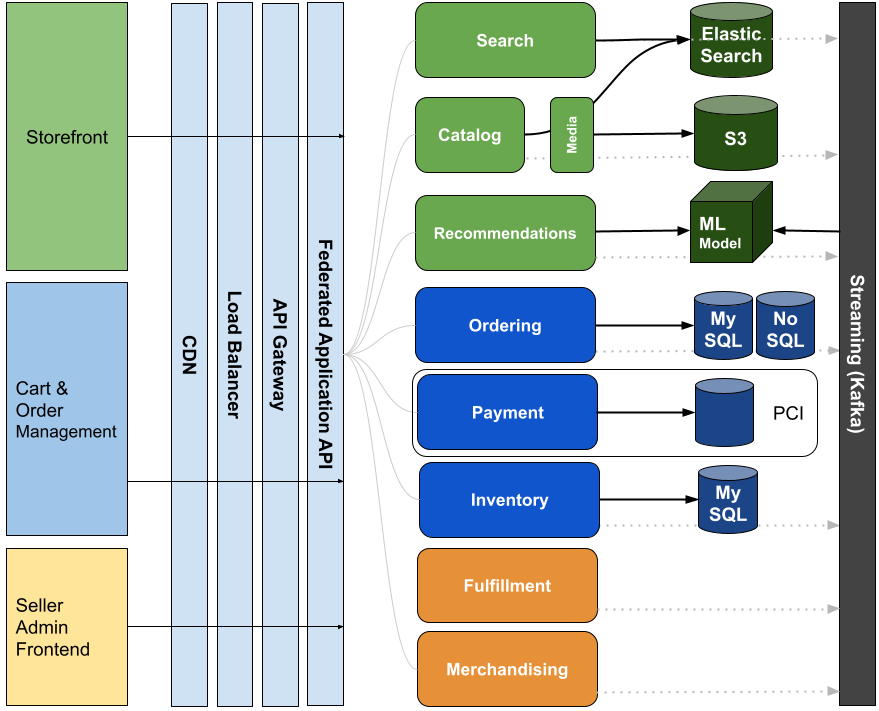 Storefront
Cart &
Order
Management
Seller
Admin
Frontend
CDN
Load Balancer
API Gateway
Federated Application API
Search
Elastic
Search
Catalog
Media
S3
Recommendations
ML
Model
Ordering
My
SQL
No
SQL
Payment
PCI
Inventory
My
SQL
Fulfillment
Merchandising
Streaming (Kafka)